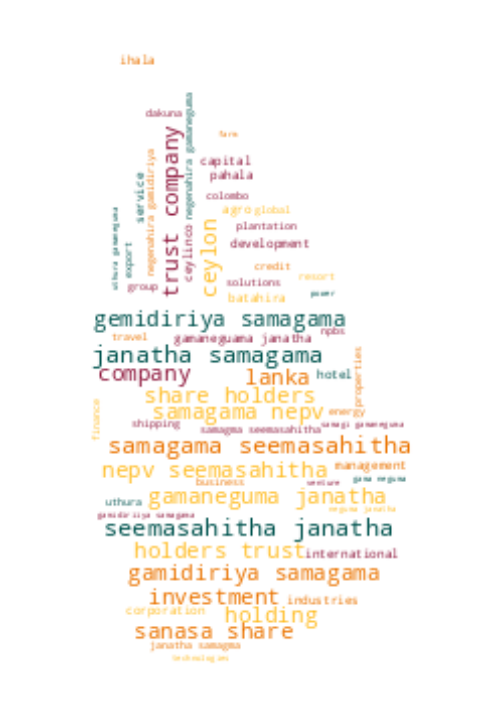 ihala
dakuna
farm
negenahira gamaneguma
trust company
capital
pahala
negenahira gamidiriya
service
colombo
agro global
uthura gamaneguma
export
ceylinco
ceylon
plantation
development
credit
group
solutions
resort
batahira
power
gemidiriya samagama
npbs
travel
gamaneguama janatha
janatha samagama
company
lanka
hotel
properties
share holders
samagama nepv
energy
finance
shipping
samagma seemasahitha
samagi gamaneguma
samagama seemasahitha
nepv seemasahitha
management
business
venture
gama neguma
uthura
gamaneguma janatha
neguma janatha
gamidiriya samagama
seemasahitha janatha
holders trust
international
gamidiriya samagama
investment
industries
corporation
holding
sanasa share
janatha samagma
technologies